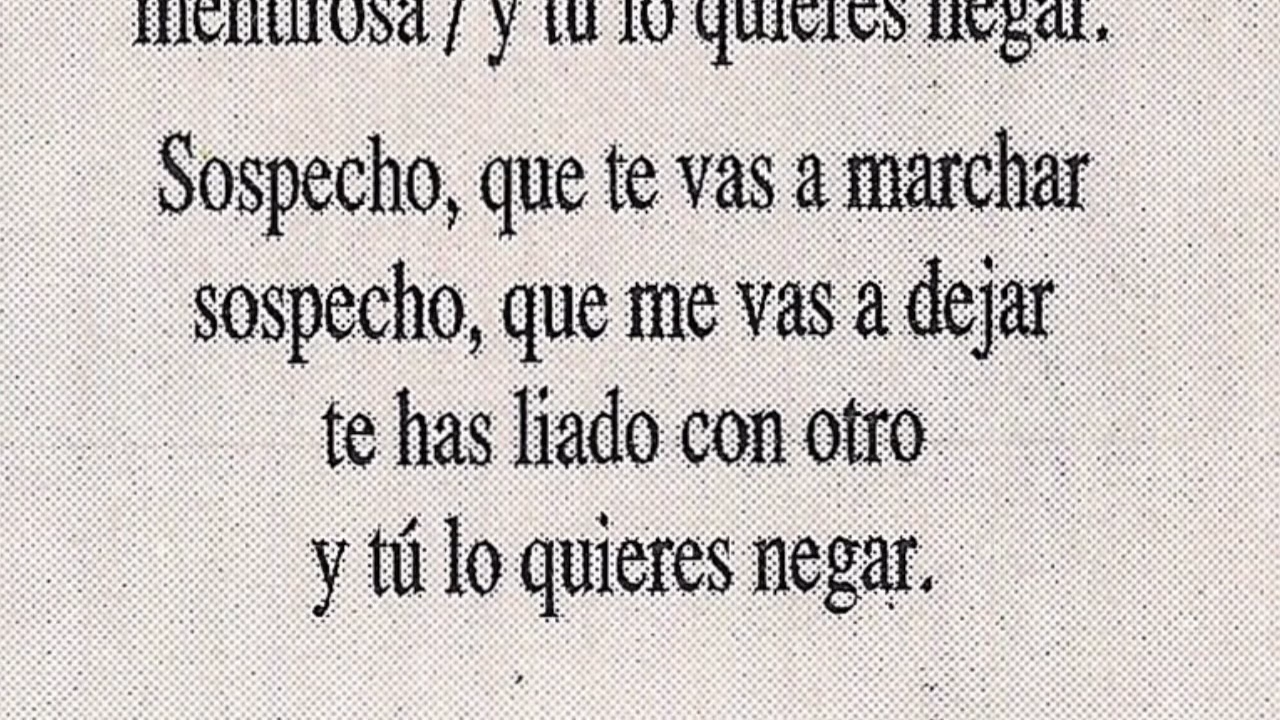 mentirosa / y tú lo quieres negar.
Sospecho, que te vas a marchar
sospecho, que me vas a dejar
te has liado con otro
y tú lo quieres negar.